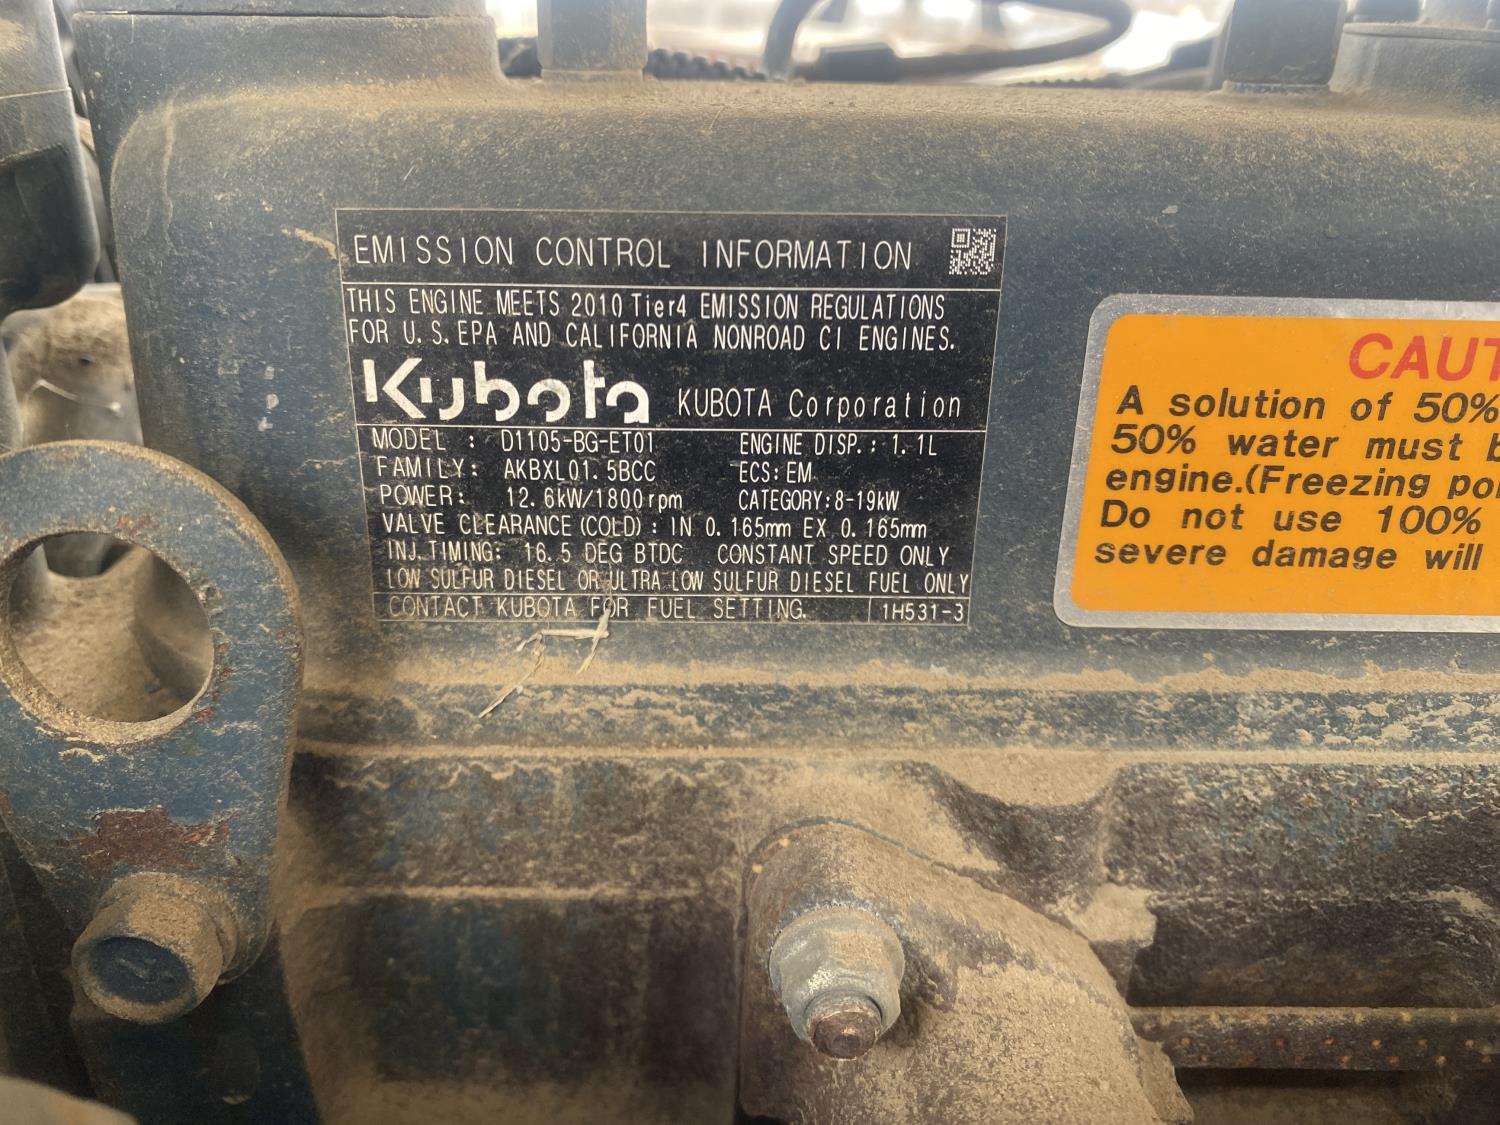 EMISSION CONTROL INFORMATION
THIS ENGINE MEETS 2010 Tier4 EMISSION REGULATIONS
FOR U.S. EPA AND CALIFORNIA NONROAD CI ENGINES.
Kubota KUBOTA Corporation
MODEL : D1105-BG-ET01 ENGINE DISP.: 1.1L
FAMILY: AKBXL01.5BCC ECS: EM
POWER: 12.6kW/1800rpm CATEGORY:8-19kW
VALVE CLEARANCE (COLD) : IN 0.165mm EX 0.165mm
INJ.TIMING: 16.5 DEG BTDC CONSTANT SPEED ONLY
LOW SULFUR DIESEL OR ULTRA LOW SULFUR DIESEL FUEL ONLY
CONTACT KUBOTA FOR FUEL SETTING. 1H531-3
CAUT
A solution of 50%
50% water must b
engine.(Freezing poi
Do not use 100%
severe damage will